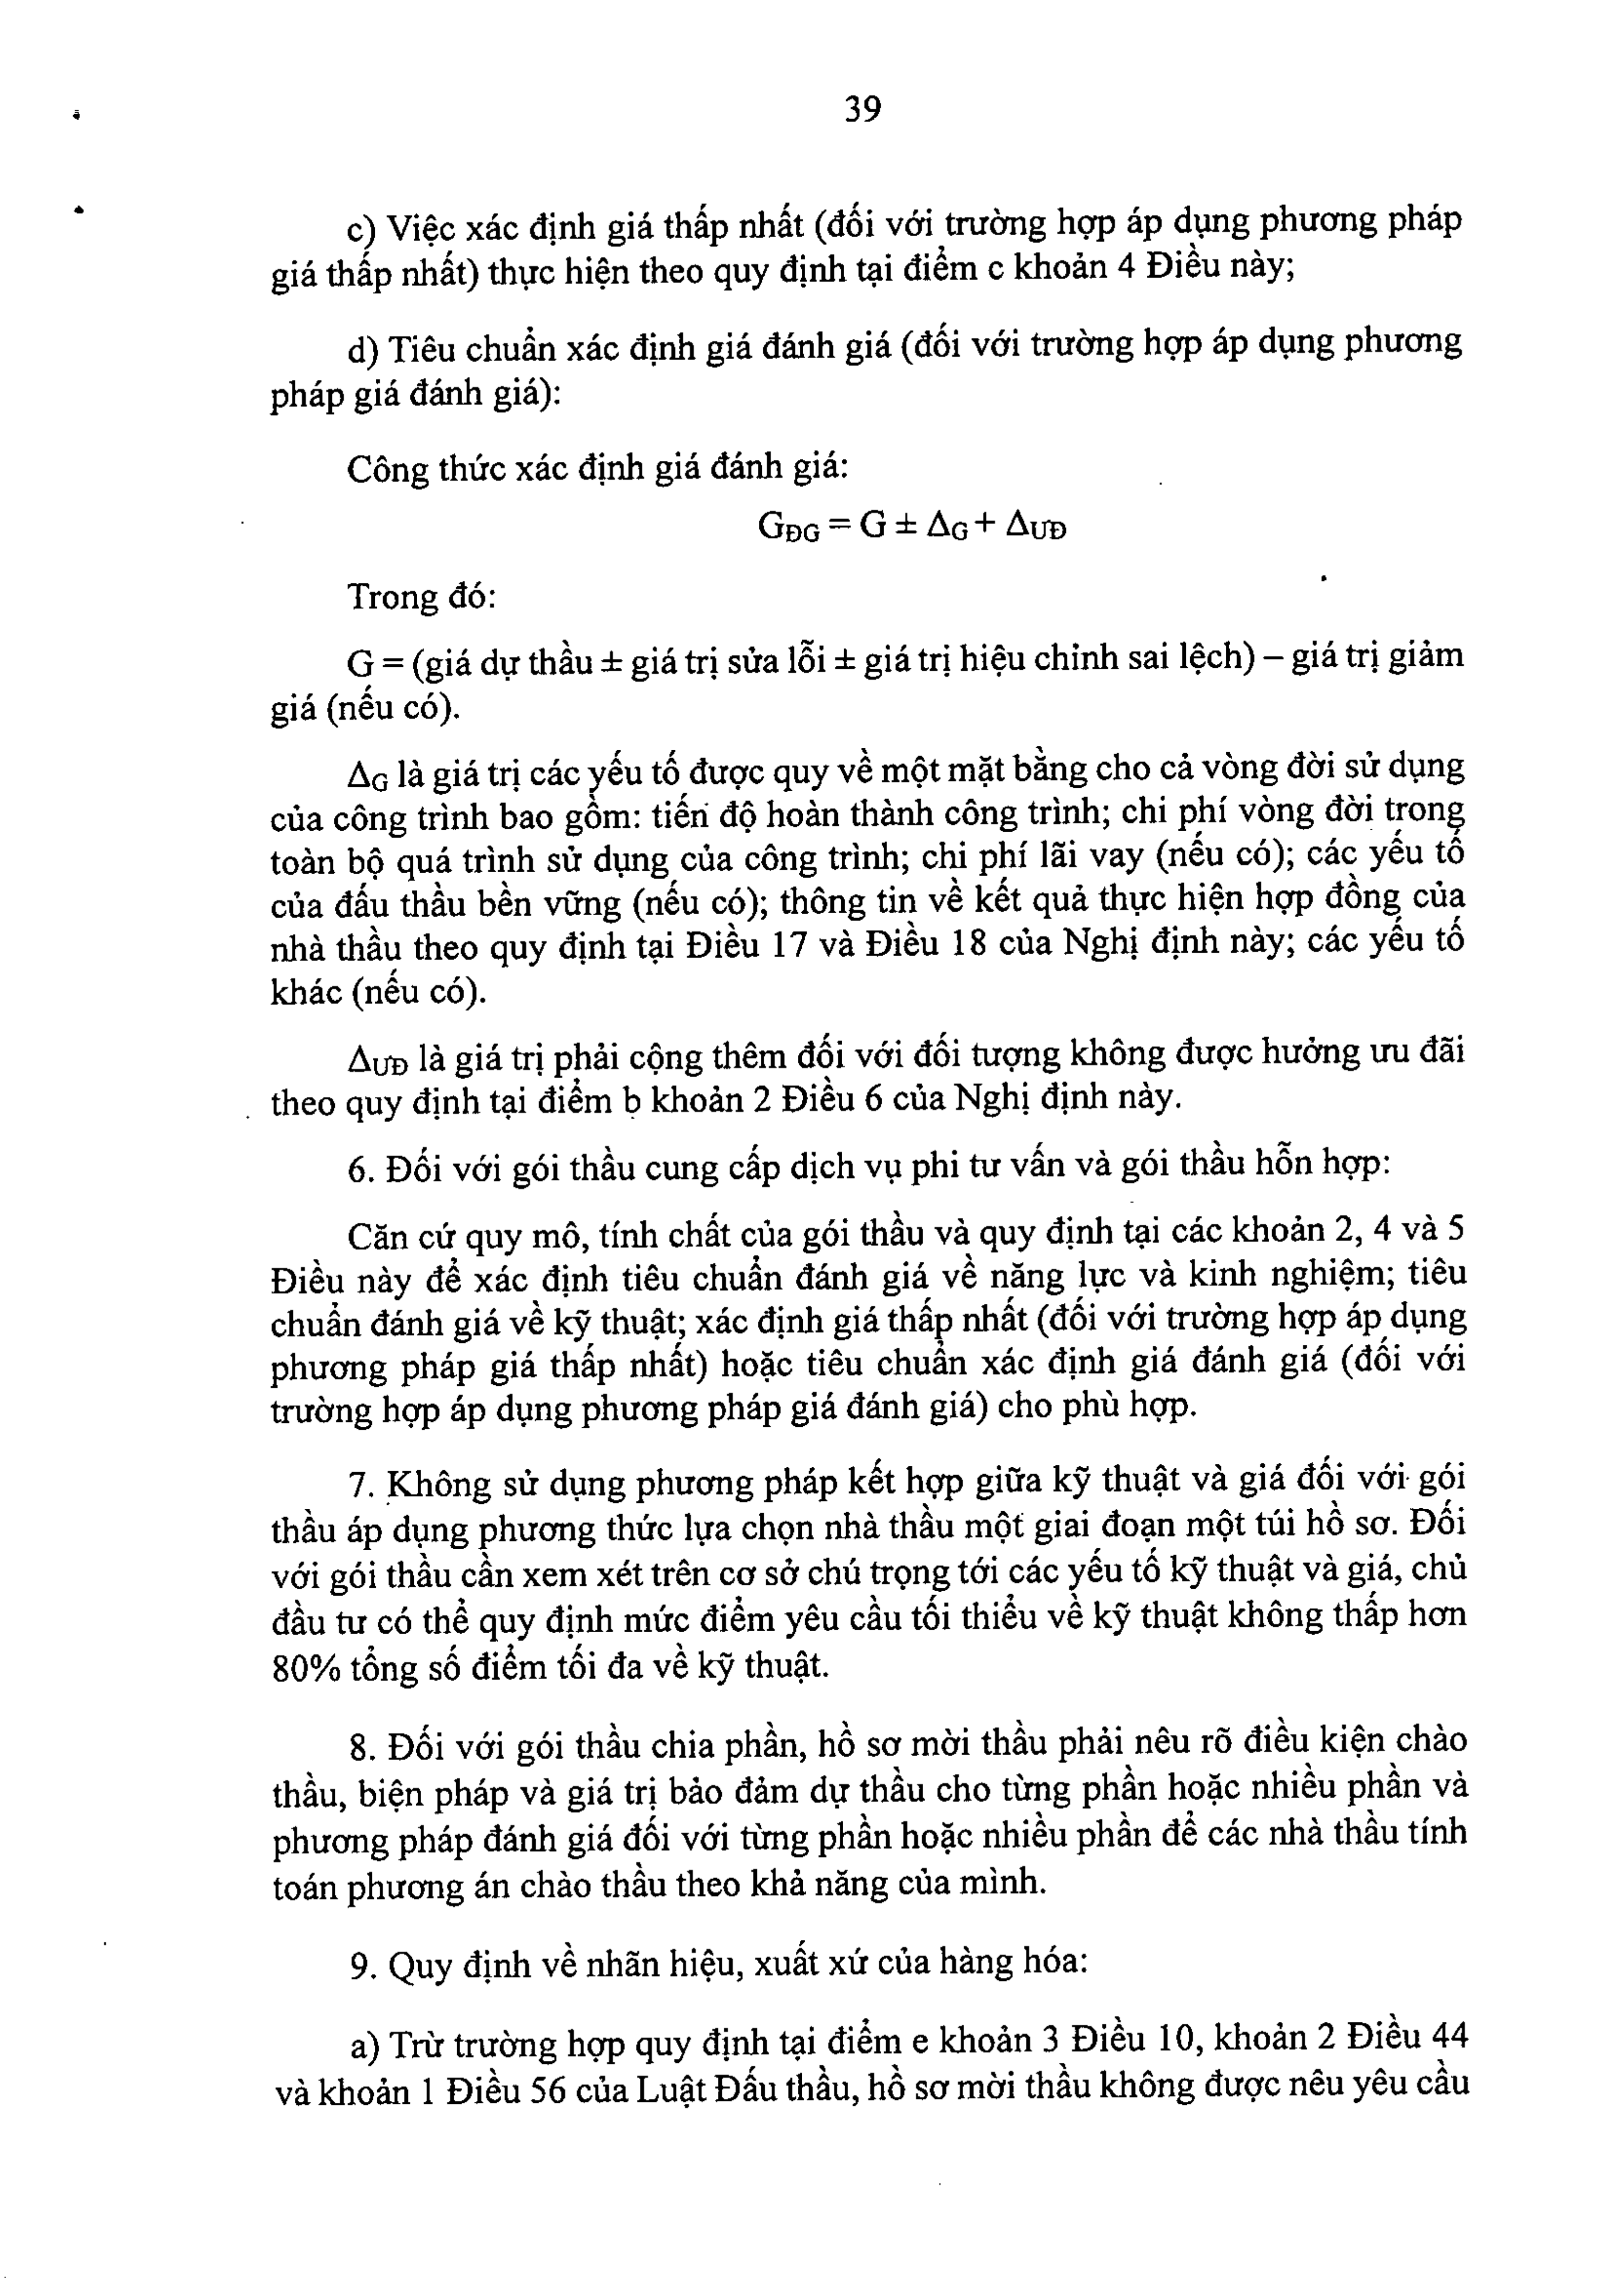 39
c) Việc xác định giá thấp nhất (đối với trường hợp áp dụng phương pháp
giá thấp nhất) thực hiện theo quy định tại điểm c khoản 4 Điều này;
d) Tiêu chuẩn xác định giá đánh giá (đối với trường hợp áp dụng phương
pháp giá đánh giá):
Công thức xác định giá đánh giá:
GĐG = G ± ΔG + ΔƯĐ
Trong đó:
G = (giá dự thầu ± giá trị sửa lỗi ± giá trị hiệu chỉnh sai lệch) – giá trị giảm
giá (nếu có).
ΔG là giá trị các yếu tố được quy về một mặt bằng cho cả vòng đời sử dụng
của công trình bao gồm: tiến độ hoàn thành công trình; chi phí vòng đời trong
toàn bộ quá trình sử dụng của công trình; chi phí lãi vay (nếu có); các yếu tố
của đấu thầu bền vững (nếu có); thông tin về kết quả thực hiện hợp đồng của
nhà thầu theo quy định tại Điều 17 và Điều 18 của Nghị định này; các yếu tố
khác (nếu có).
ΔƯĐ là giá trị phải cộng thêm đối với đối tượng không được hưởng ưu đãi
theo quy định tại điểm b khoản 2 Điều 6 của Nghị định này.
6. Đối với gói thầu cung cấp dịch vụ phi tư vấn và gói thầu hỗn hợp:
Căn cứ quy mô, tính chất của gói thầu và quy định tại các khoản 2, 4 và 5
Điều này để xác định tiêu chuẩn đánh giá về năng lực và kinh nghiệm; tiêu
chuẩn đánh giá về kỹ thuật; xác định giá thấp nhất (đối với trường hợp áp dụng
phương pháp giá thấp nhất) hoặc tiêu chuẩn xác định giá đánh giá (đối với
trường hợp áp dụng phương pháp giá đánh giá) cho phù hợp.
7. Không sử dụng phương pháp kết hợp giữa kỹ thuật và giá đối với gói
thầu áp dụng phương thức lựa chọn nhà thầu một giai đoạn một túi hồ sơ. Đối
với gói thầu cần xem xét trên cơ sở chú trọng tới các yếu tố kỹ thuật và giá, chủ
đầu tư có thể quy định mức điểm yêu cầu tối thiểu về kỹ thuật không thấp hơn
80% tổng số điểm tối đa về kỹ thuật.
8. Đối với gói thầu chia phần, hồ sơ mời thầu phải nêu rõ điều kiện chào
thầu, biện pháp và giá trị bảo đảm dự thầu cho từng phần hoặc nhiều phần và
phương pháp đánh giá đối với từng phần hoặc nhiều phần để các nhà thầu tính
toán phương án chào thầu theo khả năng của mình.
9. Quy định về nhãn hiệu, xuất xứ của hàng hóa:
a) Trừ trường hợp quy định tại điểm e khoản 3 Điều 10, khoản 2 Điều 44
và khoản 1 Điều 56 của Luật Đấu thầu, hồ sơ mời thầu không được nêu yêu cầu